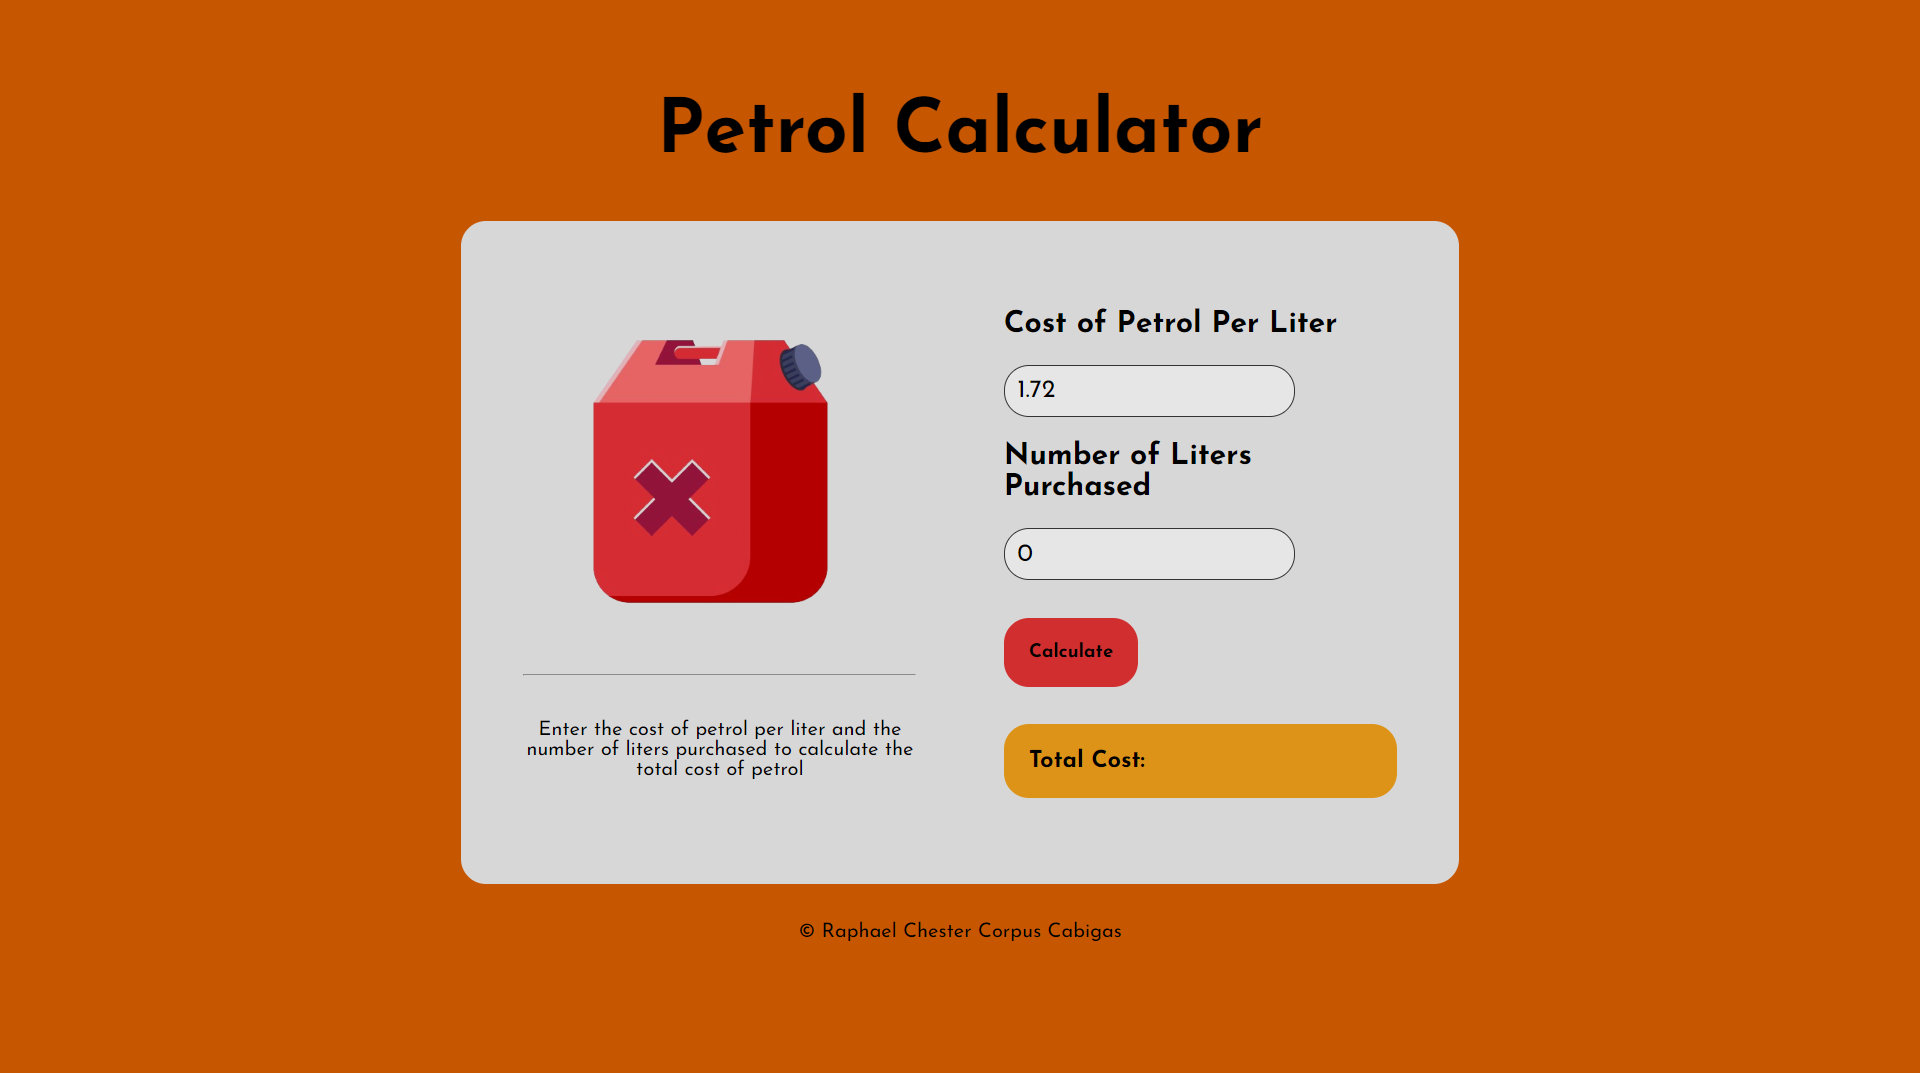 Petrol Calculator
Cost of Petrol Per Liter
1.72
Number of Liters
Purchased
0
Calculate
Total Cost:
Enter the cost of petrol per liter and the
number of liters purchased to calculate the
total cost of petrol
© Raphael Chester Corpus Cabigas